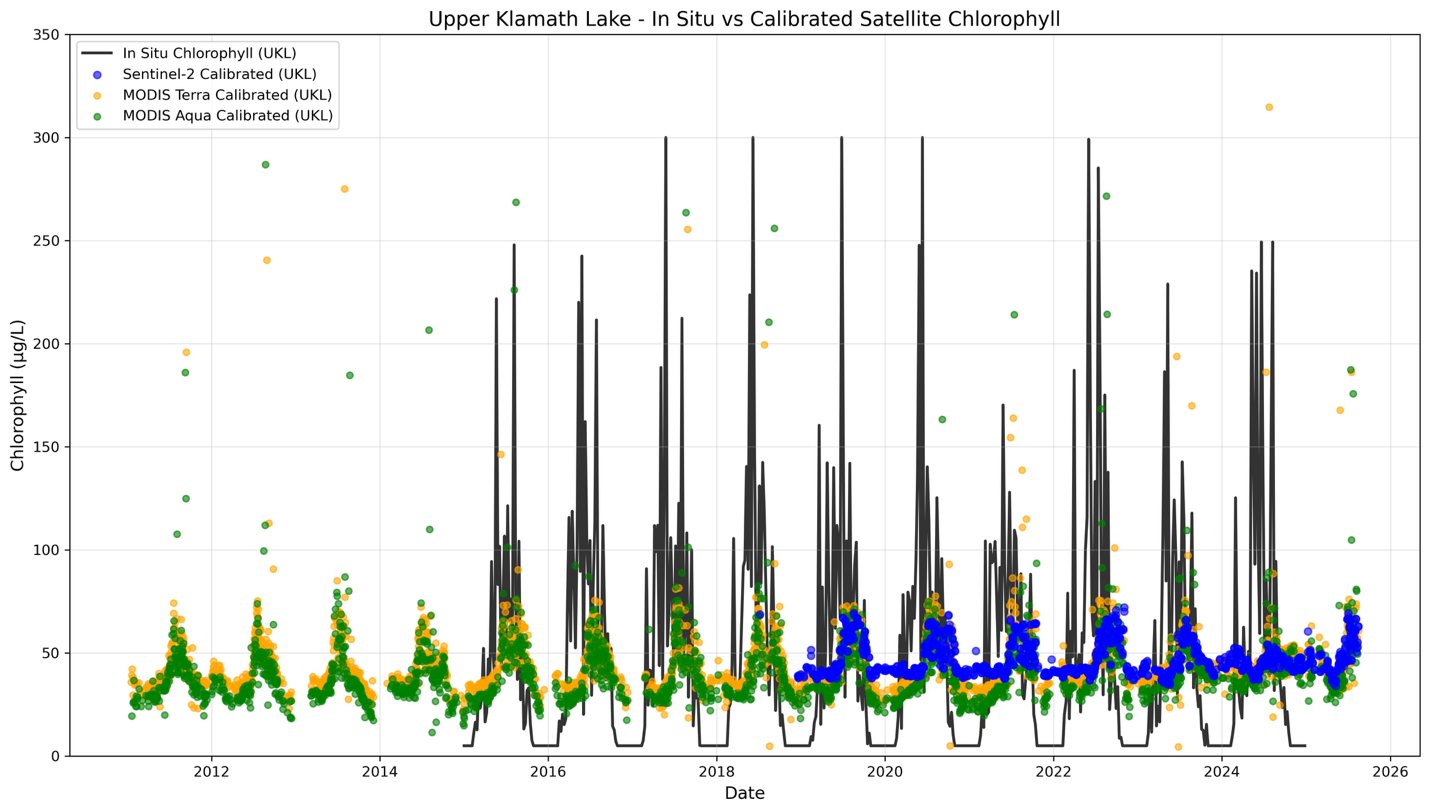 Upper Klamath Lake - In Situ vs Calibrated Satellite Chlorophyll
350
300
250
200
150
100
50
0
Chlorophyll (µg/L)
In Situ Chlorophyll (UKL)
Sentinel-2 Calibrated (UKL)
MODIS Terra Calibrated (UKL)
MODIS Aqua Calibrated (UKL)
2012 2014 2016 2018 2020 2022 2024 2026
Date